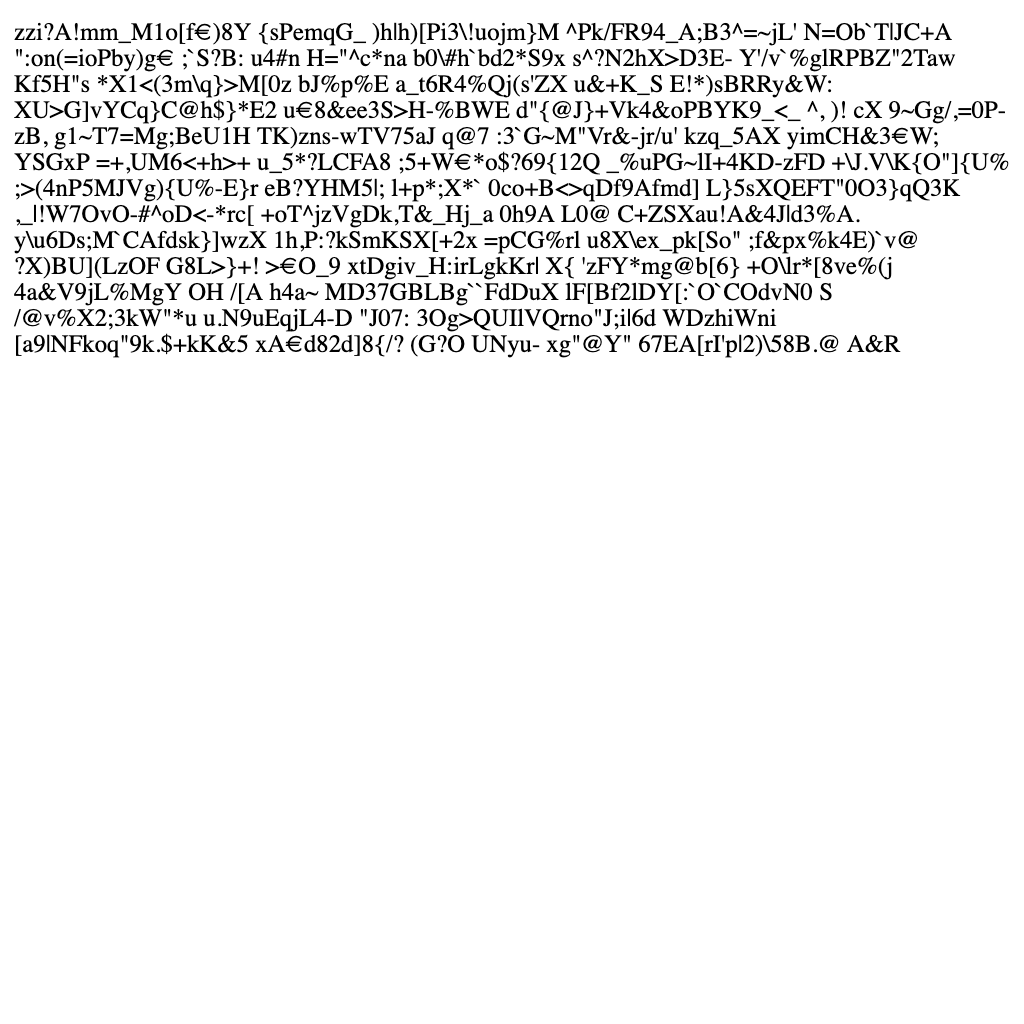 zzi?A!mm_M1o[f€)8Y {sPemqG_ )h|h)[Pi3\!uojm}M ^Pk/FR94_A;B3^=~jL' N=Ob`T|JC+A
":on(=ioPby)g€ ;`S?B: u4#n H="^c*na b0\#h`bd2*S9x s^?N2hX>D3E- Y'/v`%glRPBZ"2Taw
Kf5H"s *X1<(3m\q}>M[0z bJ%p%E a_t6R4%Qj(s'ZX u&+K_S E!*)sBRRy&W:
XU>G]vYCq}C@h$}*E2 u€8&ee3S>H-%BWE d"{@J}+Vk4&oPBYK9_<_ ^, )! cX 9~Gg/,=0P-
zB, g1~T7=Mg;BeU1H TK)zns-wTV75aJ q@7 :3`G~M"Vr&-jr/u' kzq_5AX yimCH&3€W;
YSGxP =+,UM6<+h>+ u_5*?LCFA8 ;5+W€*o$?69{12Q _%uPG~lI+4KD-zFD +\J.V\K{O"]{U%
;>(4nP5MJVg){U%-E}r eB?YHM5|; l+p*;X*` 0co+B<>qDf9Afmd] L}5sXQEFT"0O3}qQ3K
,_|!W7OvO-#^oD<-*rc[ +oT^jzVgDk,T&_Hj_a 0h9A L0@ C+ZSXau!A&4J|d3%A.
y\u6Ds;M`CAfdsk}]wzX 1h,P:?kSmKSX[+2x =pCG%rl u8X\ex_pk[So" ;f&px%k4E)`v@
?X)BU](LzOF G8L>}+! >€O_9 xtDgiv_H:irLgkKr| X{ 'zFY*mg@b[6} +O\lr*[8ve%(j
4a&V9jL%MgY OH /[A h4a~ MD37GBLBg``FdDuX lF[Bf2lDY[:`O`COdvN0 S
/@v%X2;3kW"*u u.N9uEqjL4-D "J07: 3Og>QUIlVQrno"J;i|6d WDzhiWni
[a9|NFkoq"9k.$+kK&5 xA€d82d]8{/? (G?O UNyu- xg"@Y" 67EA[rI'p|2)\58B.@ A&R